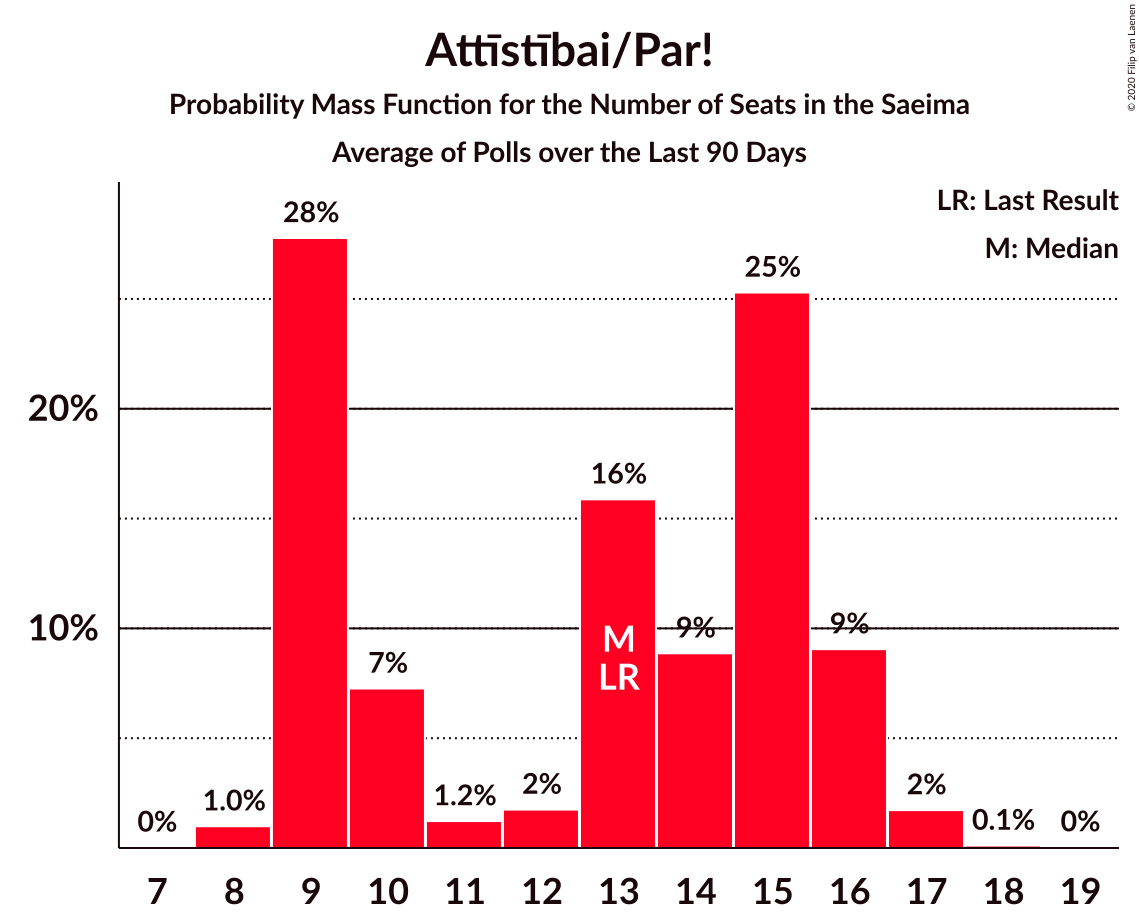 Attīstībai/Par!
Probability Mass Function for the Number of Seats in the Saeima
Average of Polls over the Last 90 Days
© 2020 Filip van Laenen
LR: Last Result
M: Median
20%
10%
0%
1.0%
28%
7%
1.2%
2%
16%
9%
25%
9%
2%
0.1%
0%
M
LR
7 8 9 10 11 12 13 14 15 16 17 18 19